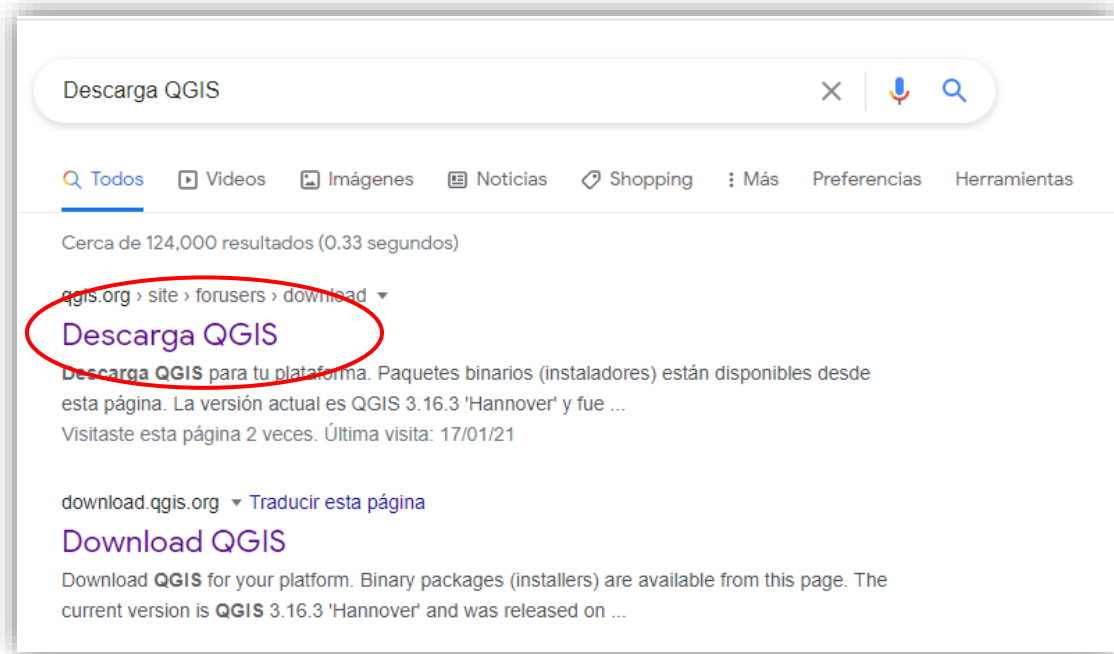 Descarga QGIS
Todos Videos Imágenes Noticias Shopping Más Preferencias Herramientas
Cerca de 124,000 resultados (0.33 segundos)
qgis.org › site › forusers › download
Descarga QGIS
Descarga QGIS para tu plataforma. Paquetes binarios (instaladores) están disponibles desde
esta página. La versión actual es QGIS 3.16.3 'Hannover' y fue ...
Visitaste esta página 2 veces. Última visita: 17/01/21
download.qgis.org Traducir esta página
Download QGIS
Download QGIS for your platform. Binary packages (installers) are available from this page. The
current version is QGIS 3.16.3 'Hannover' and was released on ...